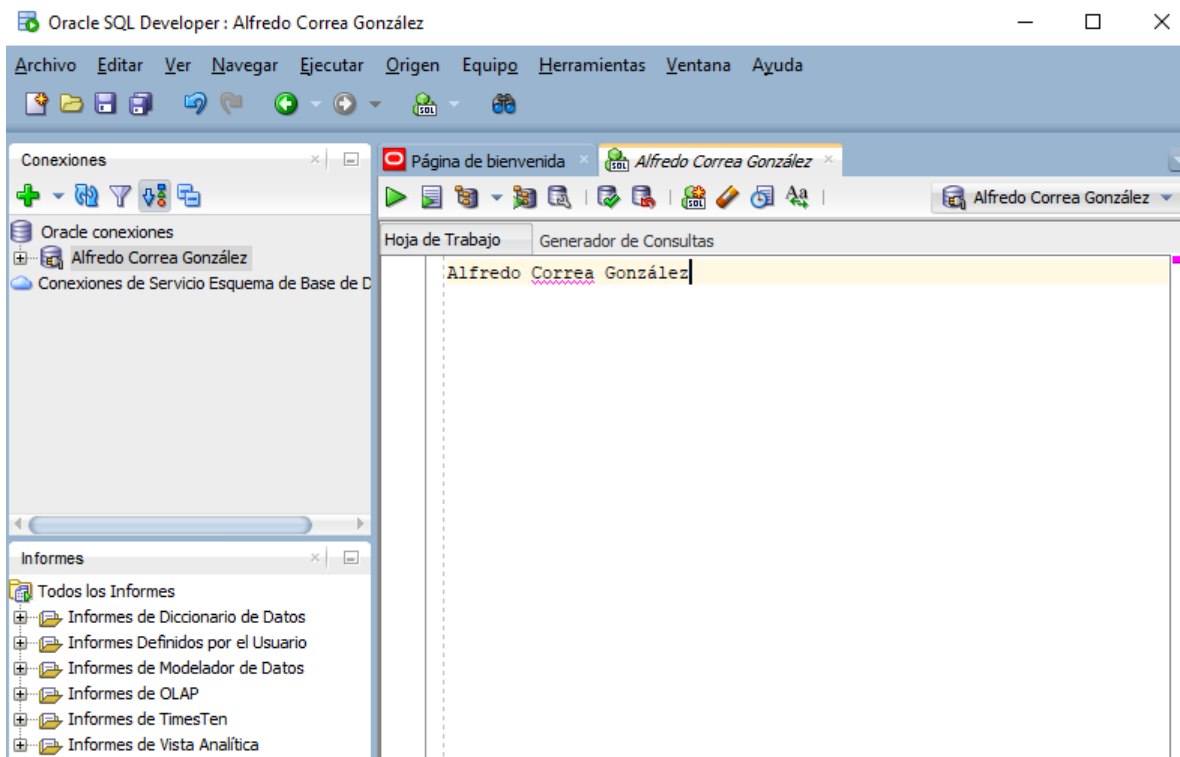 Oracle SQL Developer : Alfredo Correa González
Archivo Editar Ver Navegar Ejecutar Origen Equipo Herramientas Ventana Ayuda
Conexiones
Oracle conexiones
Alfredo Correa González
Conexiones de Servicio Esquema de Base de D
Informes
Todos los Informes
Informes de Diccionario de Datos
Informes Definidos por el Usuario
Informes de Modelador de Datos
Informes de OLAP
Informes de TimesTen
Informes de Vista Analítica
Página de bienvenida
Alfredo Correa González
Alfredo Correa González
Hoja de Trabajo Generador de Consultas
Alfredo Correa González